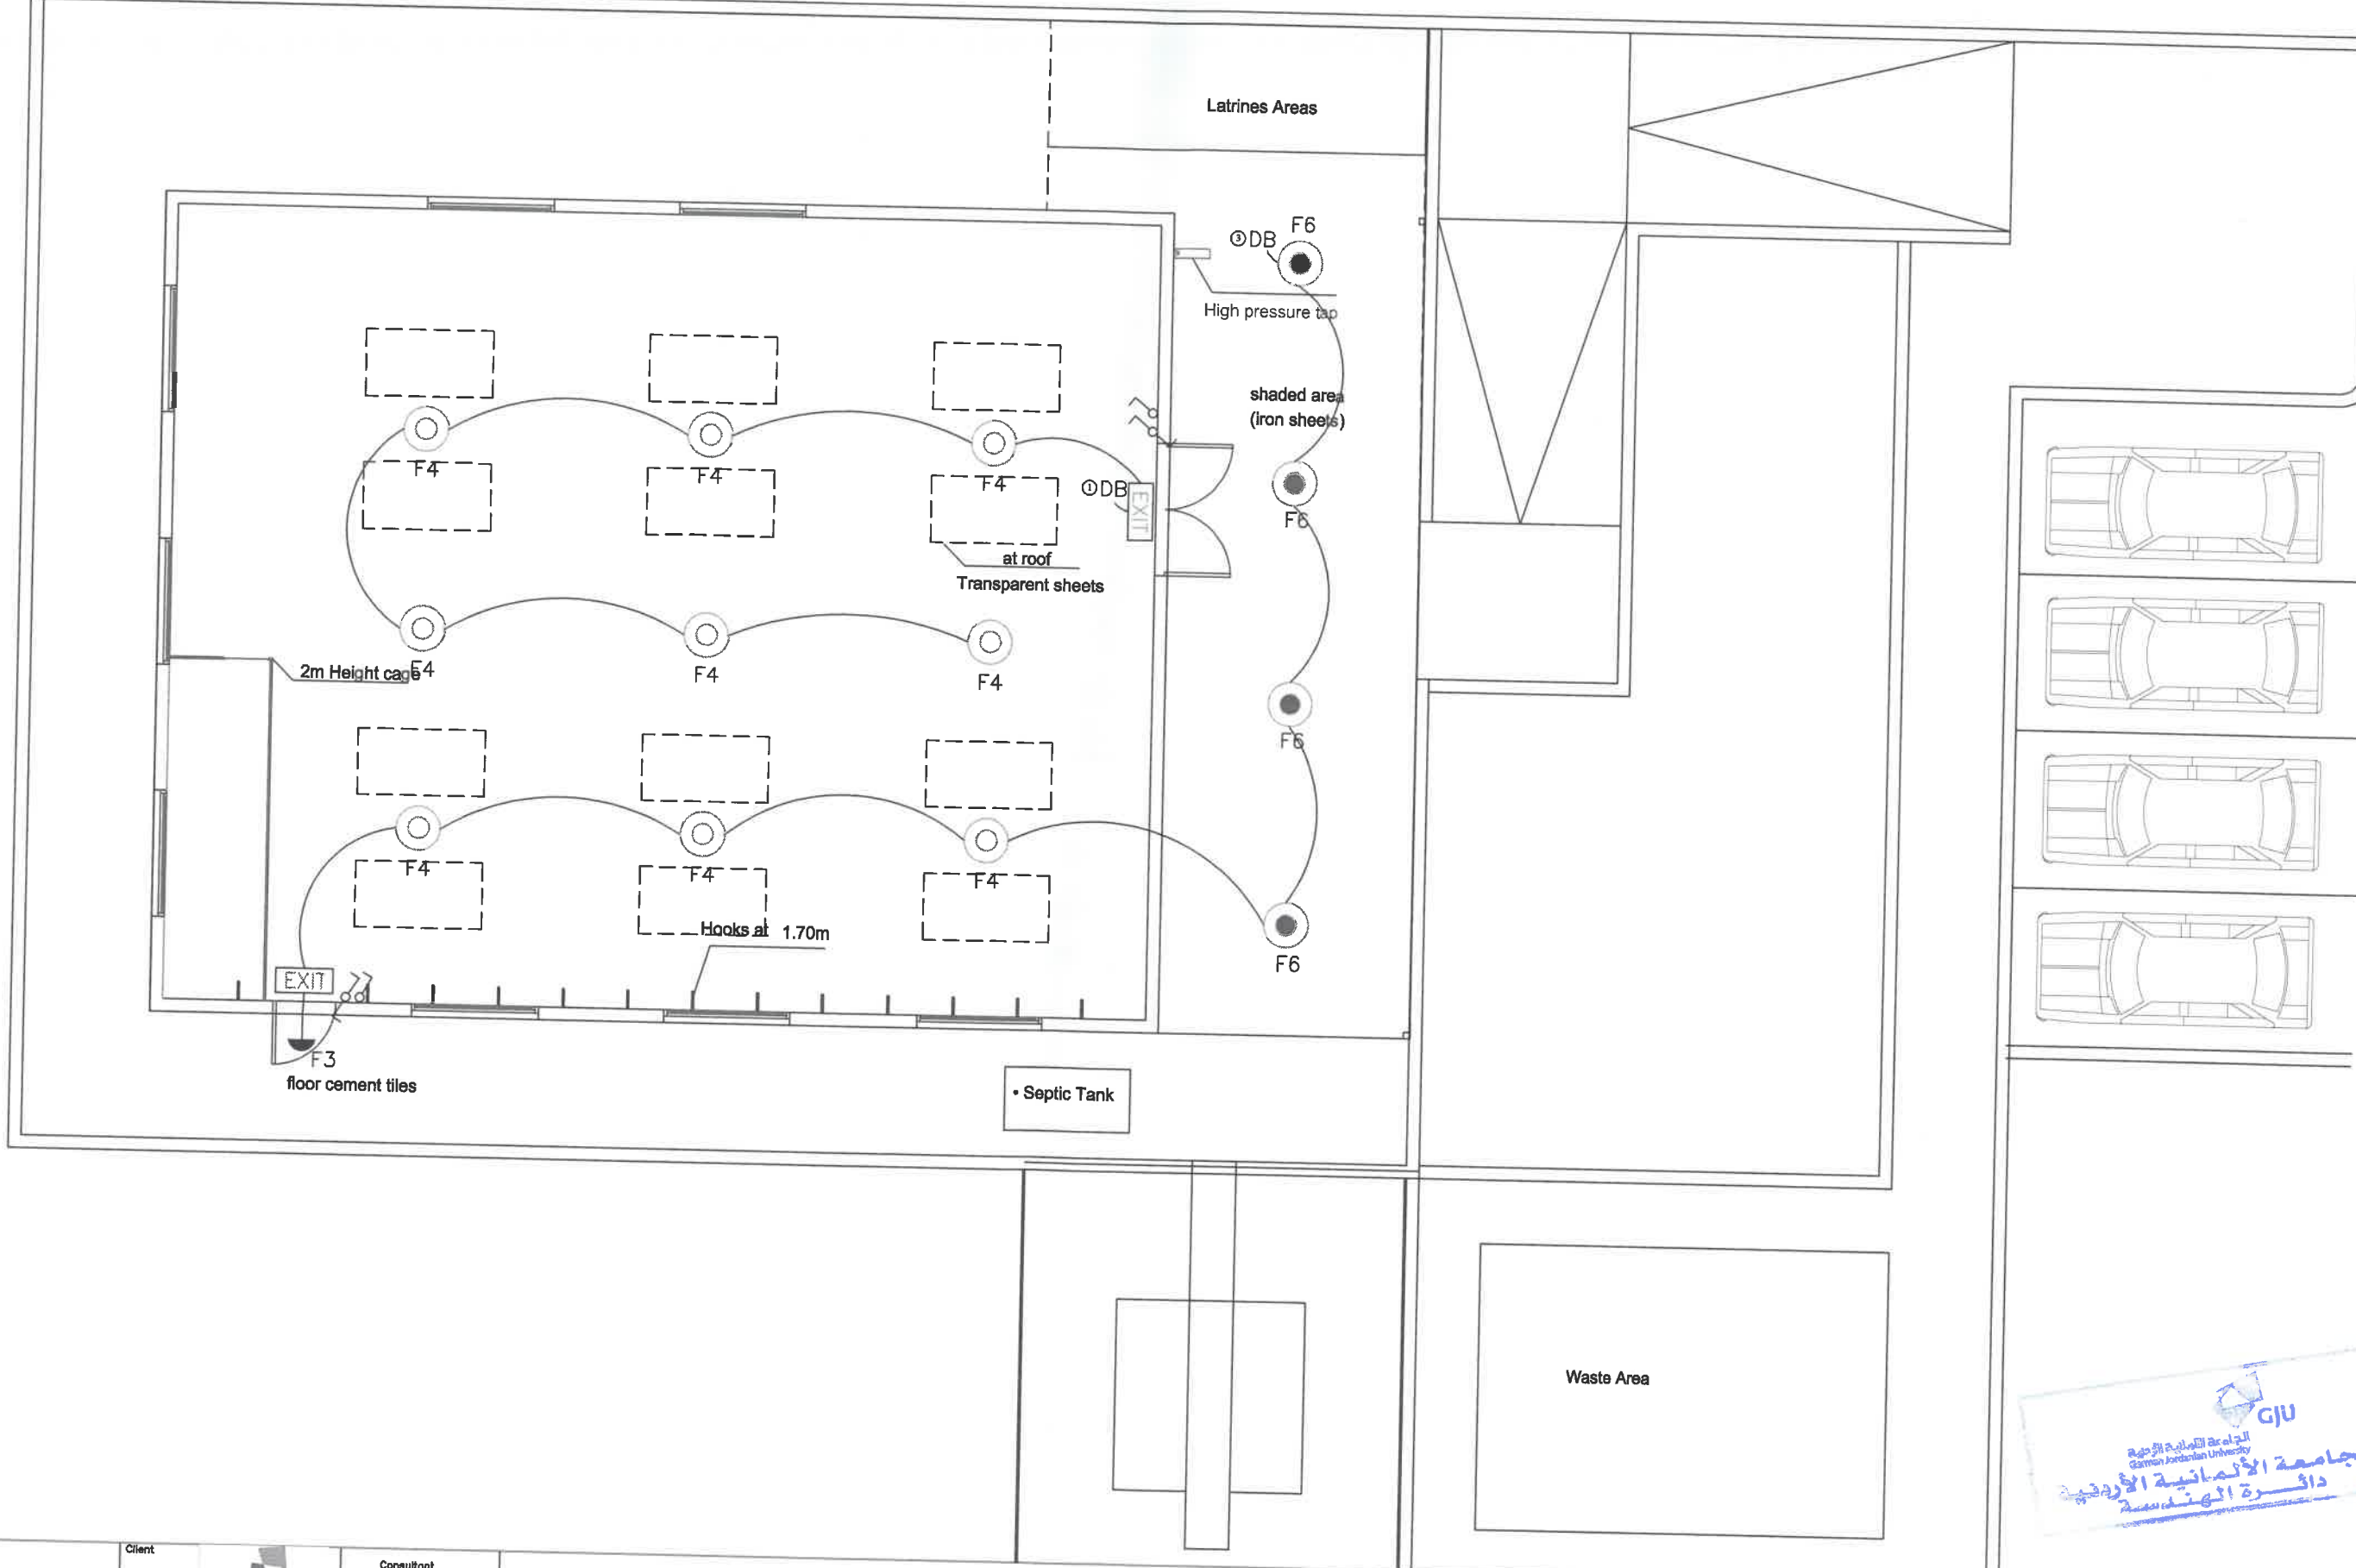 Latrines Areas
F6
③DB
High pressure tap
shaded area
(iron sheets)
F4
F4
F4
①DB
EXIT
F6
at roof
Transparent sheets
2m Height cage
F4
F4
F4
F6
F4
F4
F4
Hooks at 1.70m
F6
EXIT
F3
floor cement tiles
• Septic Tank
Waste Area
GJU
الجامعة الألمانية الأردنية
German Jordanian University
جامعة الألمانية الأردنية
دائرة الهندسة
Client
Consultant